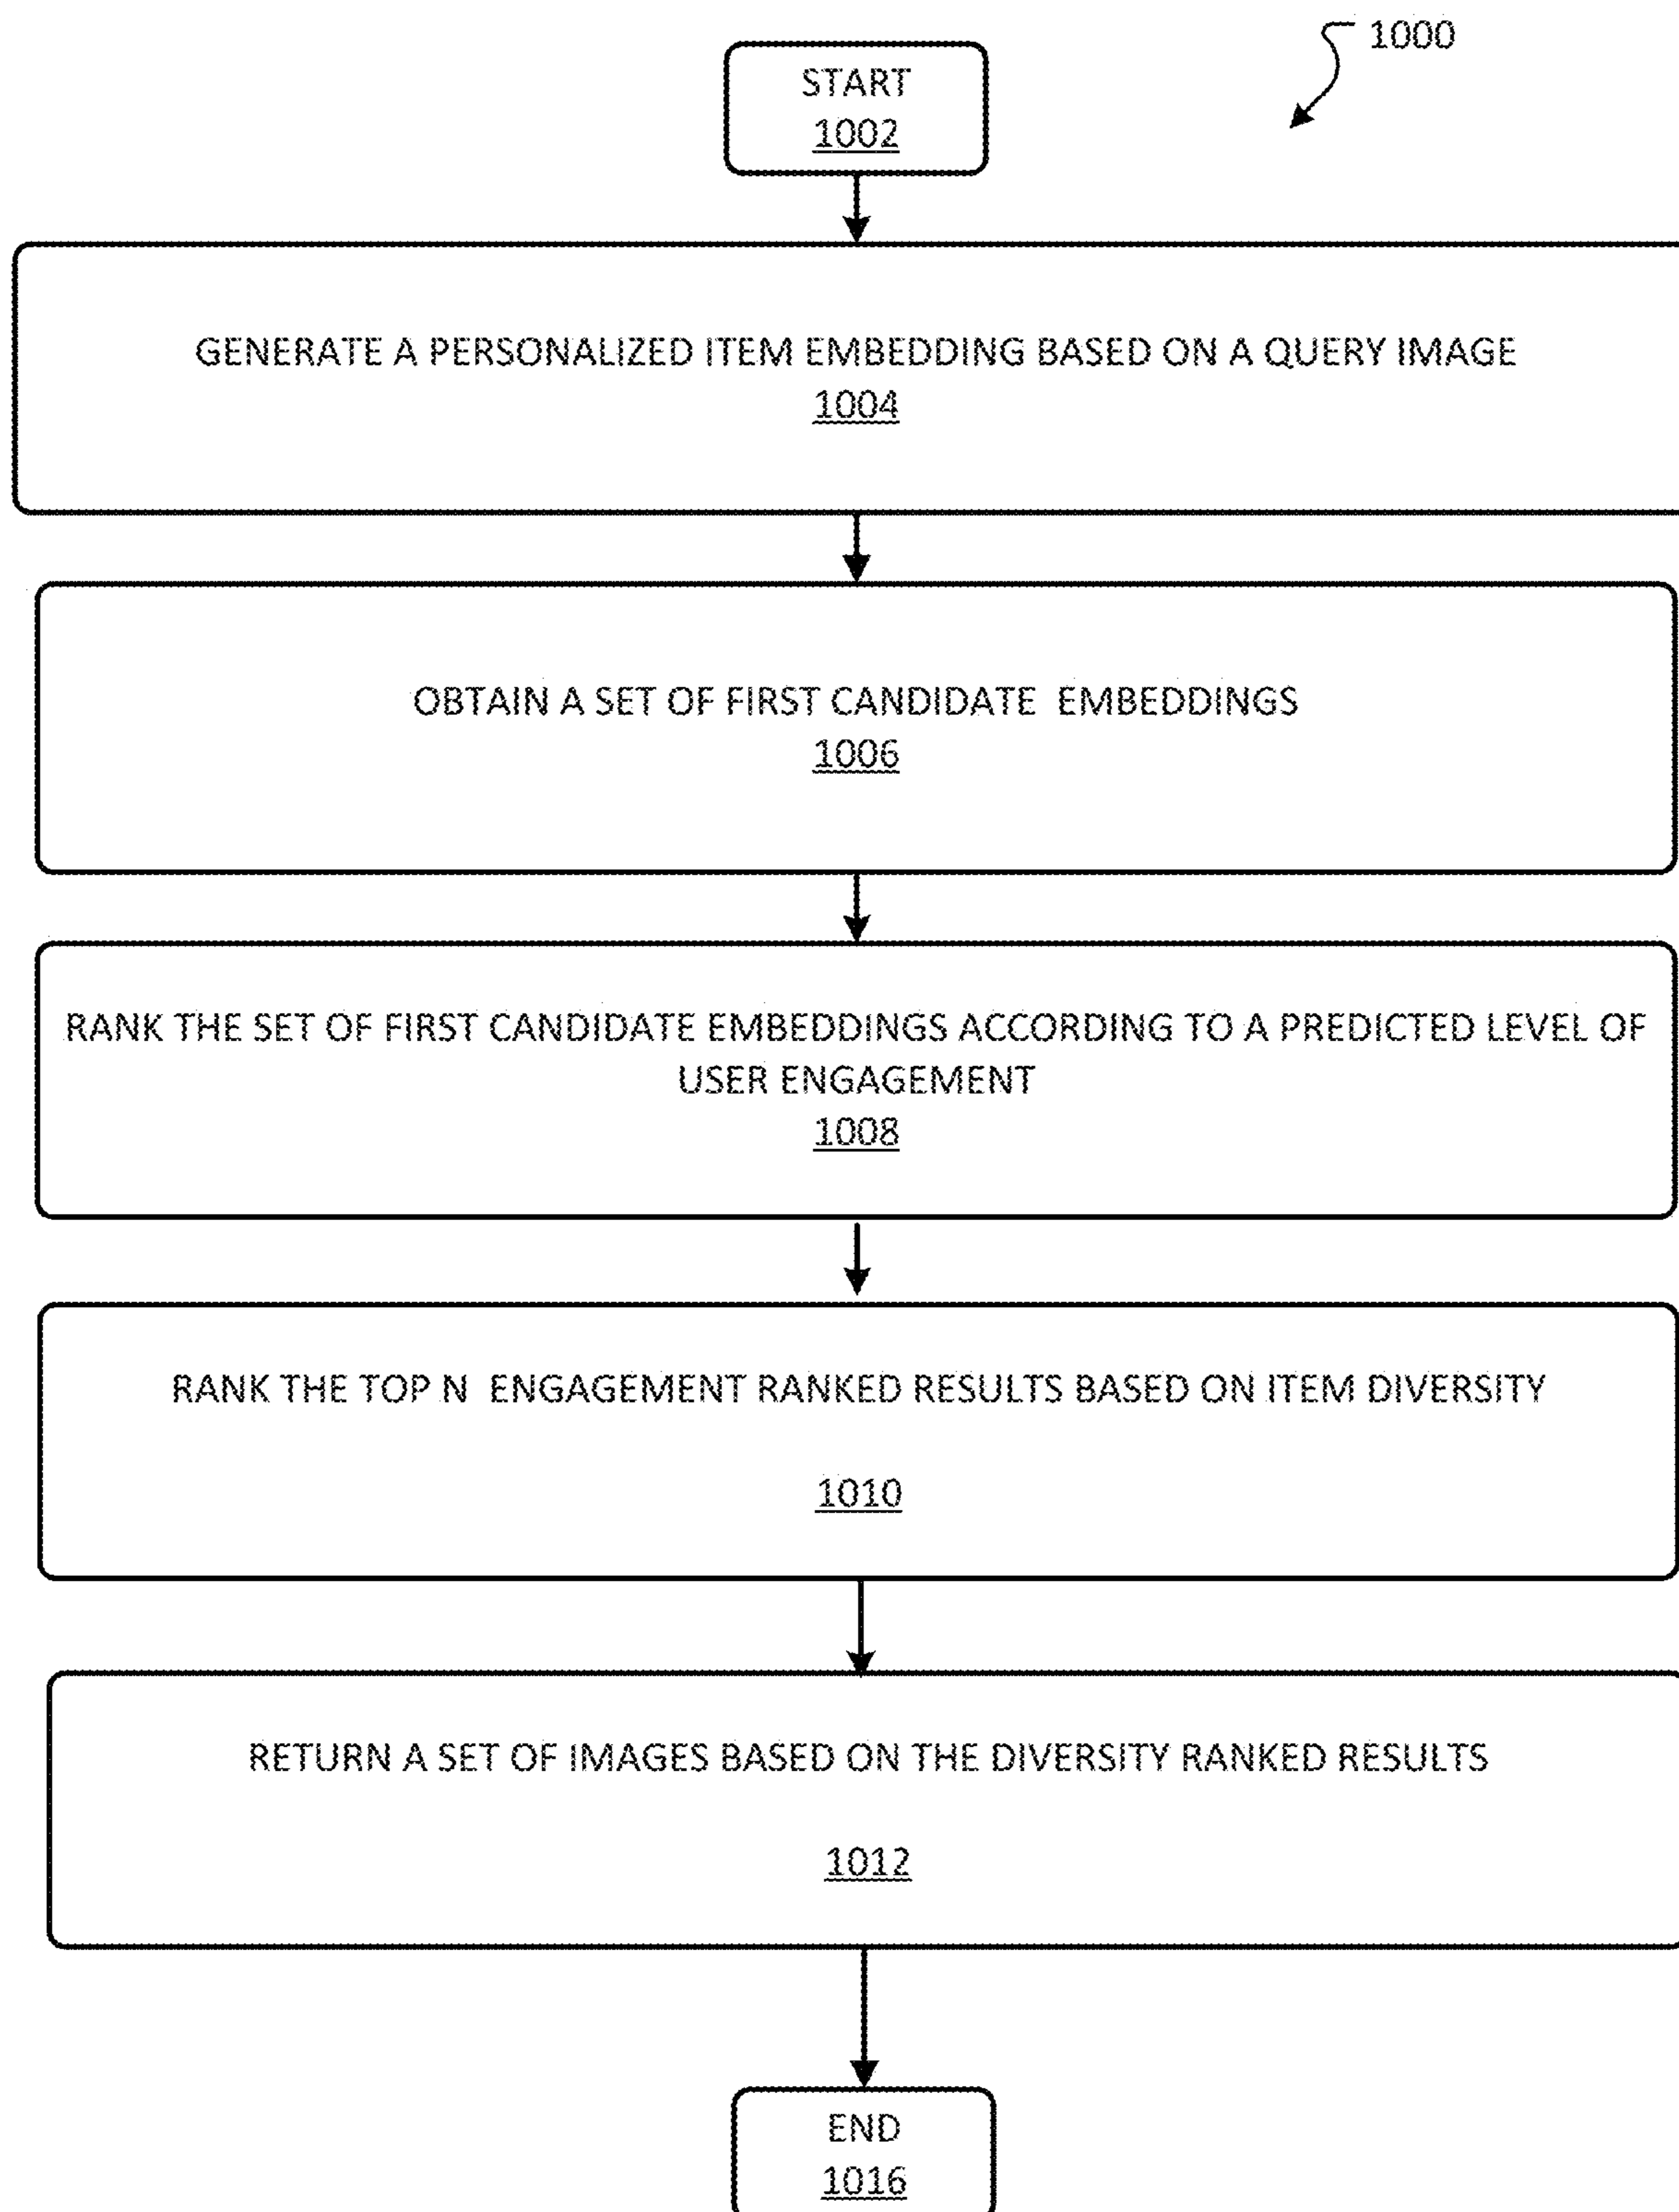 1000
START
1002
GENERATE A PERSONALIZED ITEM EMBEDDING BASED ON A QUERY IMAGE
1004
OBTAIN A SET OF FIRST CANDIDATE EMBEDDINGS
1006
RANK THE SET OF FIRST CANDIDATE EMBEDDINGS ACCORDING TO A PREDICTED LEVEL OF
USER ENGAGEMENT
1008
RANK THE TOP N ENGAGEMENT RANKED RESULTS BASED ON ITEM DIVERSITY
1010
RETURN A SET OF IMAGES BASED ON THE DIVERSITY RANKED RESULTS
1012
END
1016